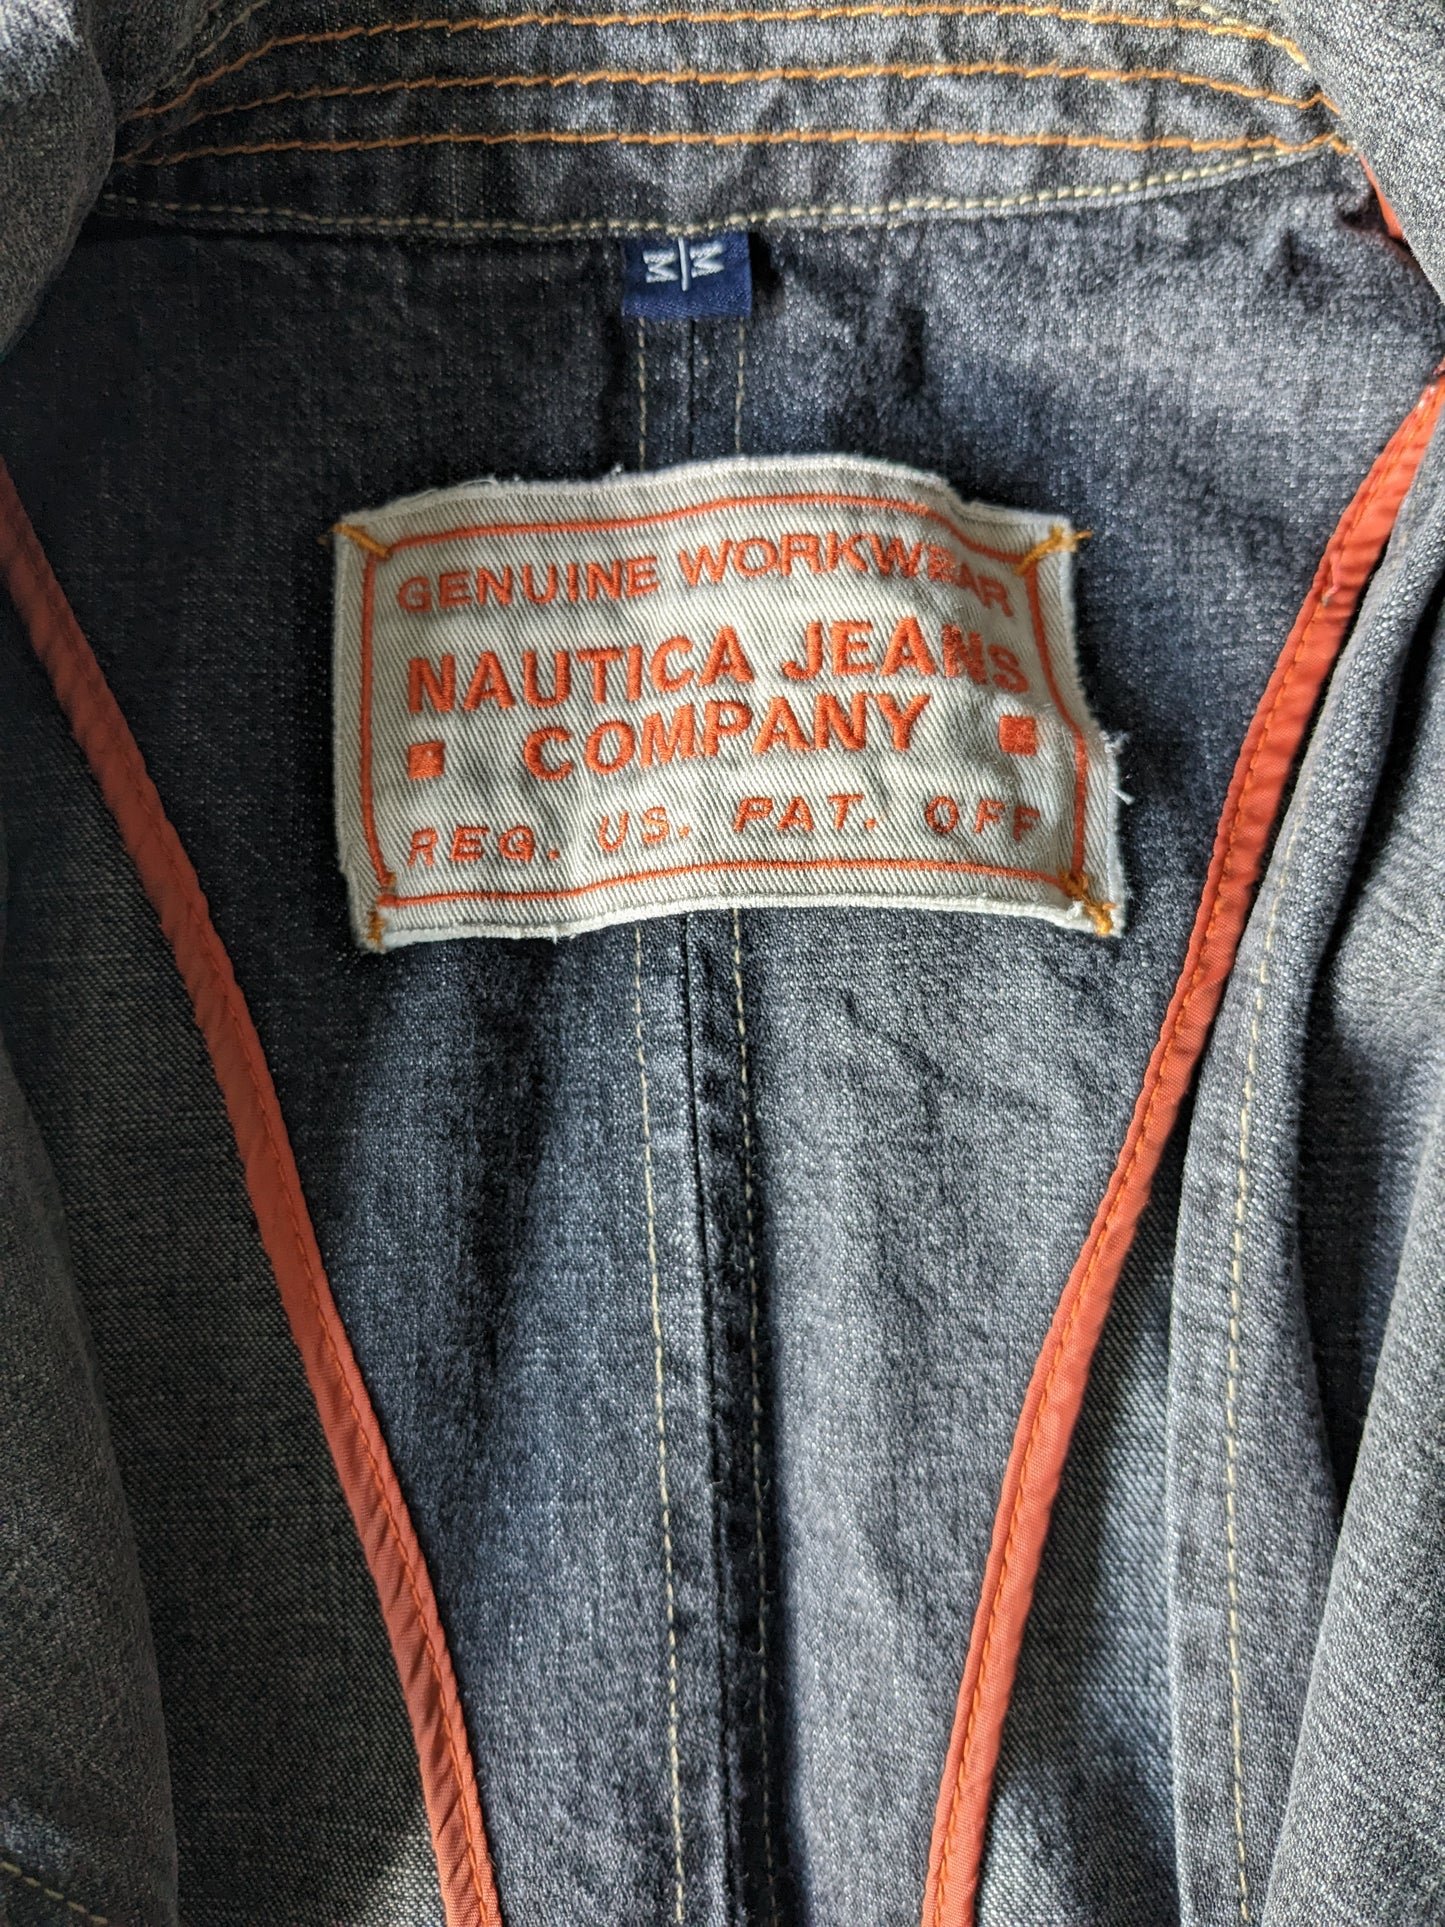 M M
GENUINE WORKWEAR
NAUTICA JEANS
COMPANY
REG. US. PAT. OFF